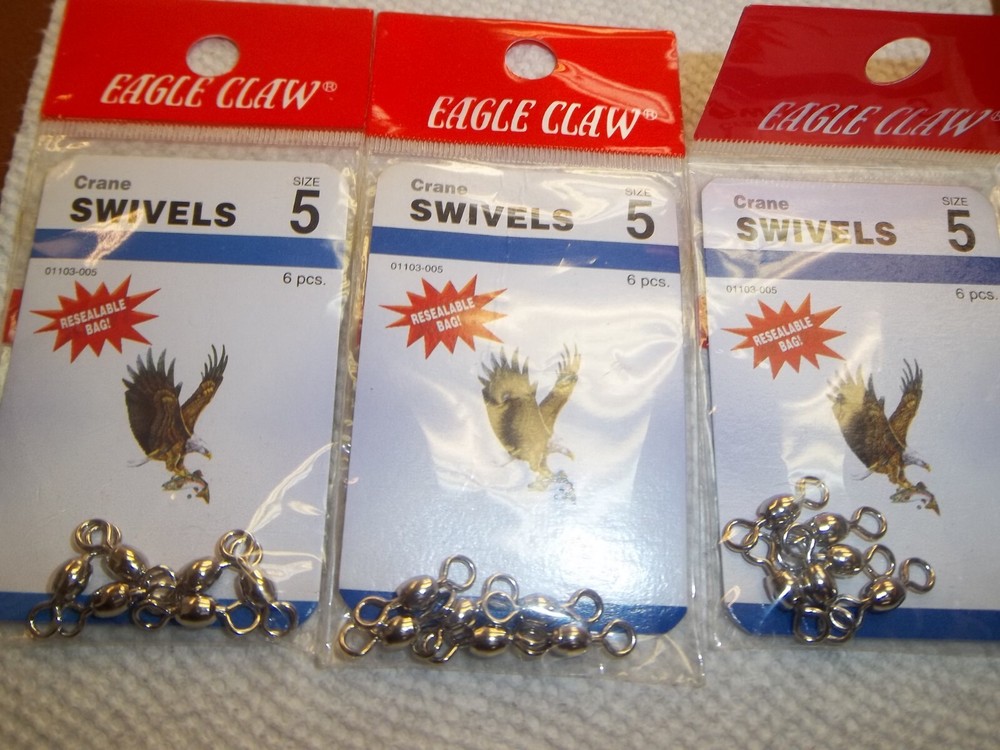 EAGLE CLAW®
Crane
SWIVELS
SIZE
5
01103-005
6 pcs.
RESEALABLE
BAG!
EAGLE CLAW®
Crane
SWIVELS
SIZE
5
01103-005
6 pcs.
RESEALABLE
BAG!
EAGLE CLAW®
Crane
SWIVELS
SIZE
5
01103-005
6 pcs.
RESEALABLE
BAG!